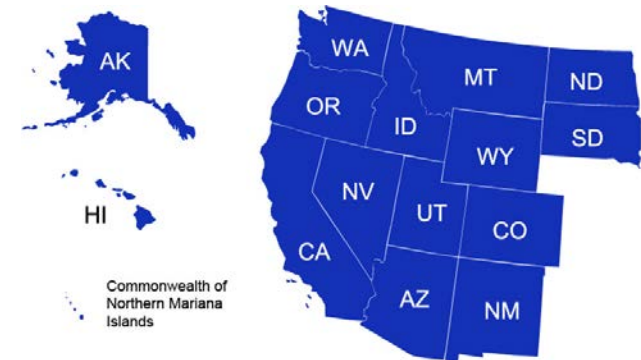 AK
WA
MT
ND
OR
ID
SD
WY
NV
UT
CO
HI
CA
AZ
NM
Commonwealth of
Northern Mariana
Islands